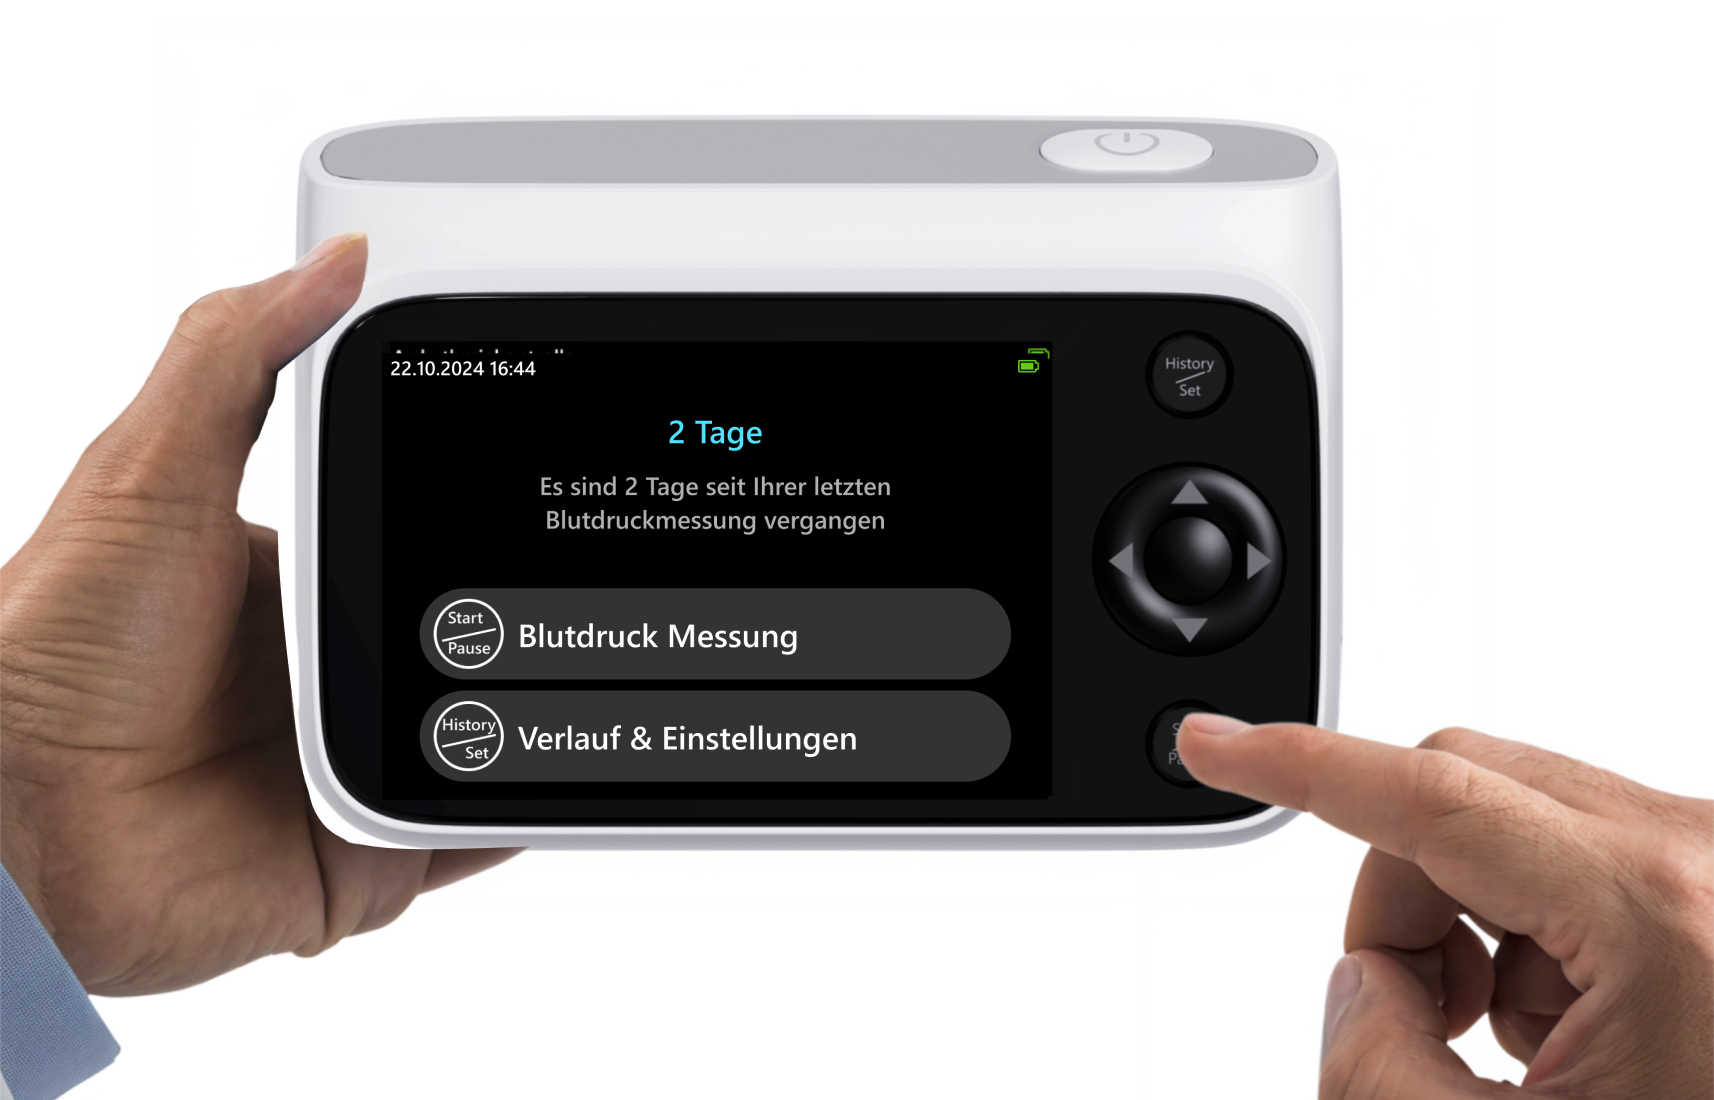 22.10.2024 16:44
2 Tage
Es sind 2 Tage seit Ihrer letzten
Blutdruckmessung vergangen
Start
Pause
Blutdruck Messung
History
Set
Verlauf & Einstellungen
History
Set